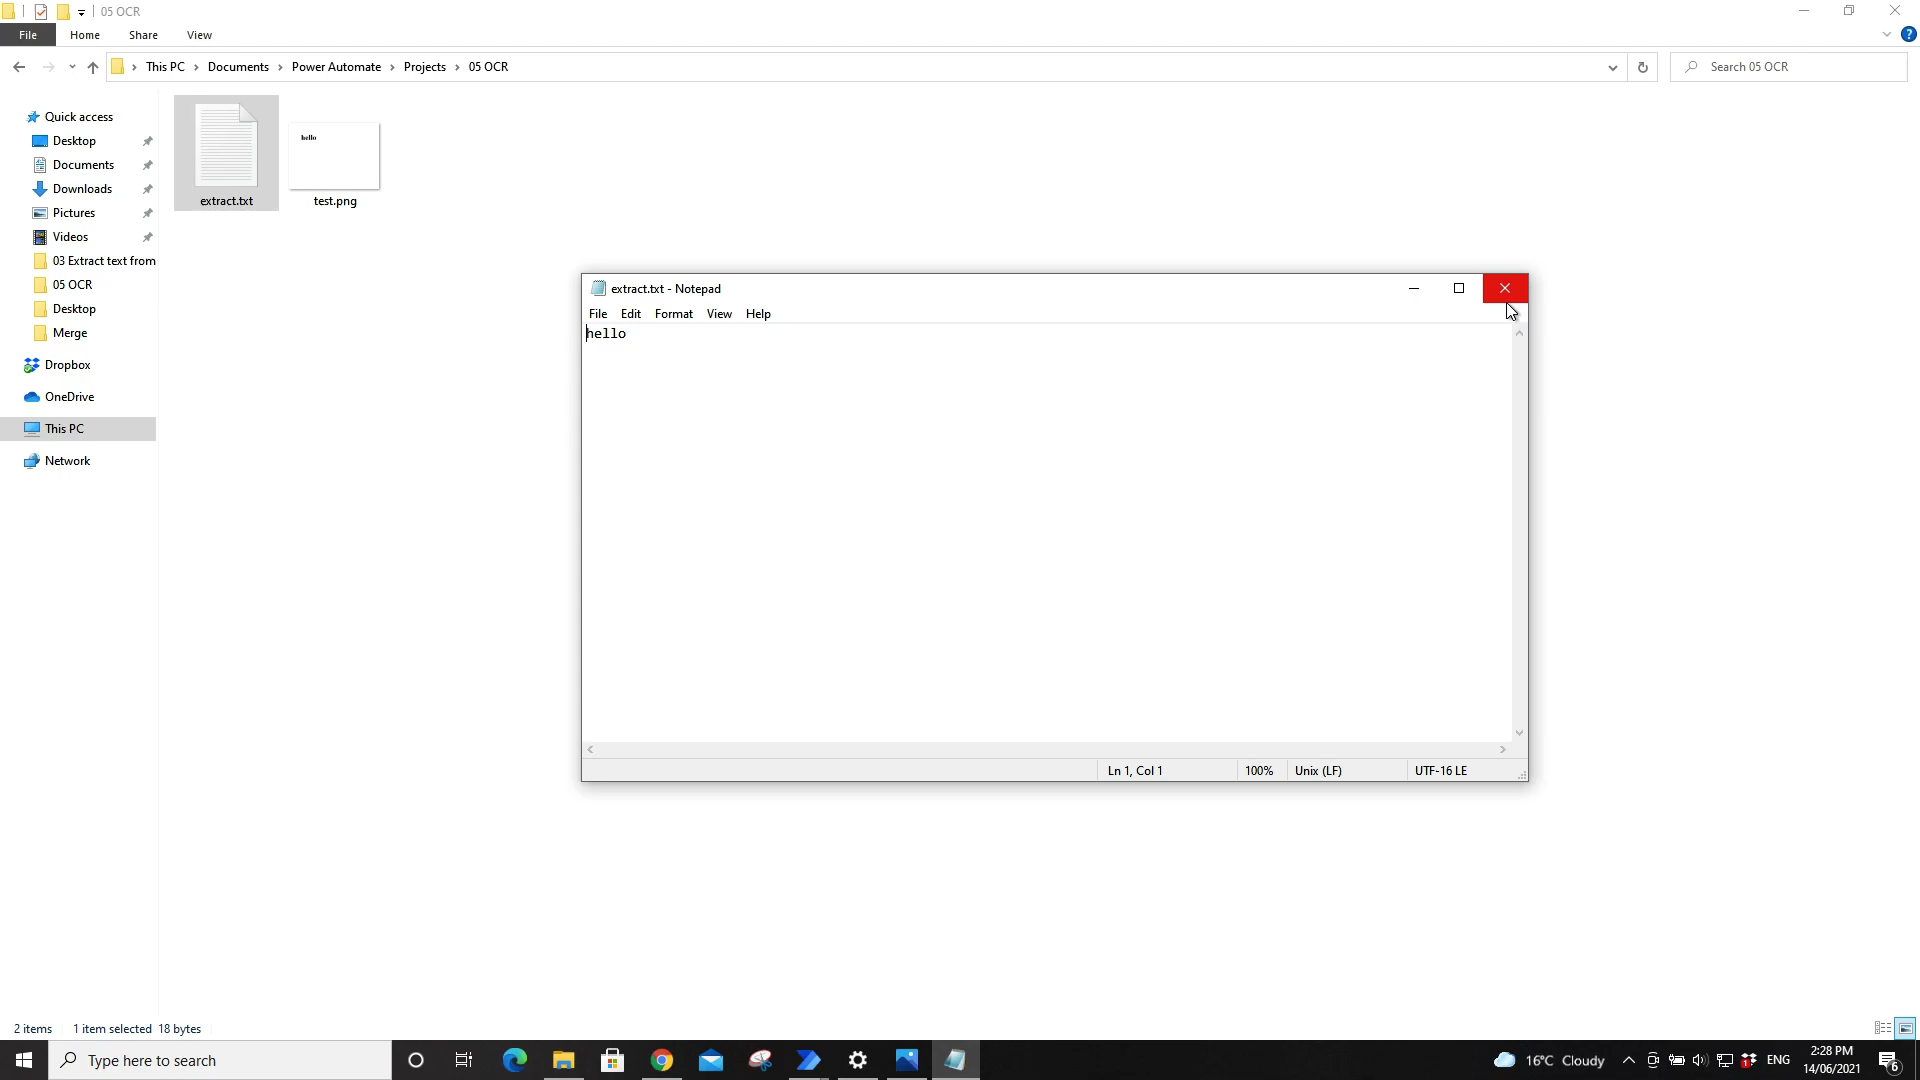 05 OCR
File Home Share View
This PC Documents Power Automate Projects 05 OCR
Search 05 OCR
Quick access
Desktop
Documents
Downloads
Pictures
Videos
03 Extract text from
05 OCR
Desktop
Merge
Dropbox
OneDrive
This PC
Network
hello
extract.txt
test.png
extract.txt - Notepad
File Edit Format View Help
hello
Ln 1, Col 1 100% Unix (LF) UTF-16 LE
2 items 1 item selected 18 bytes
Type here to search
16°C Cloudy
ENG
2:28 PM
14/06/2021
6